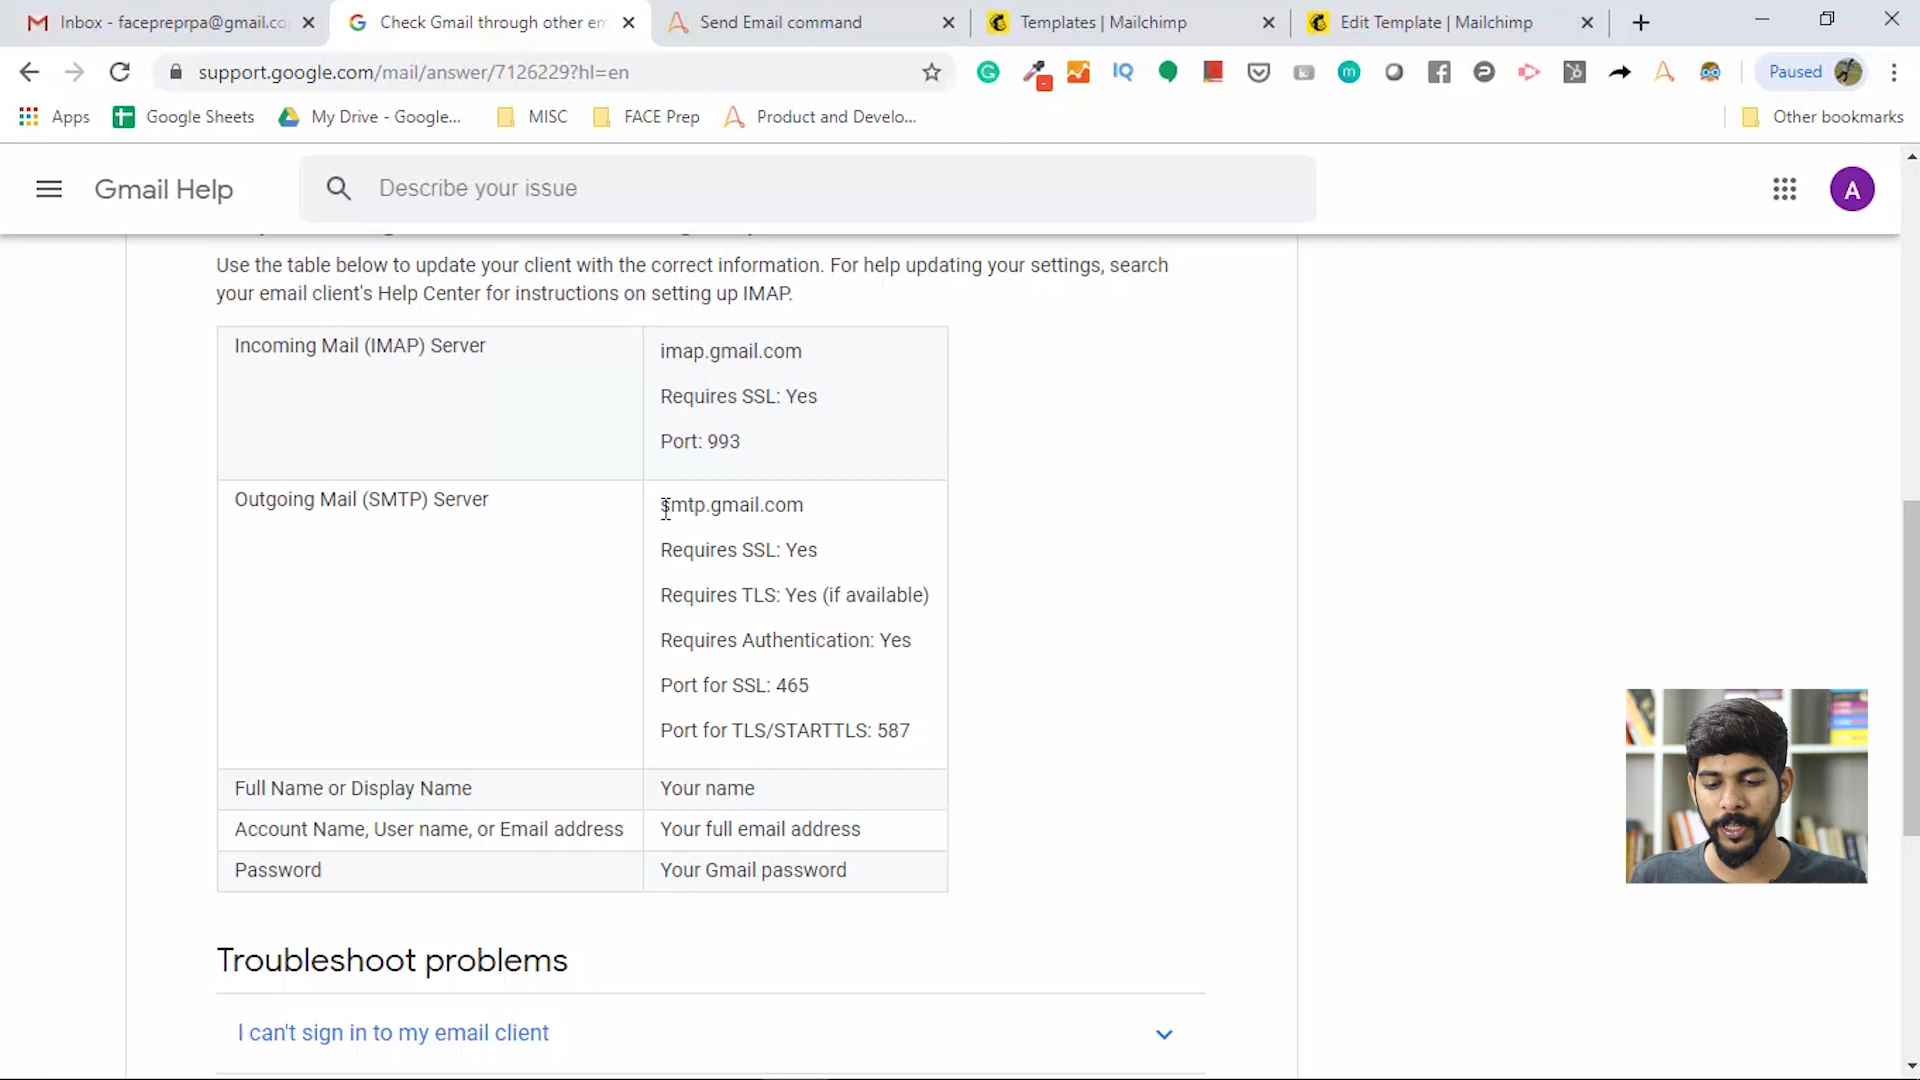 Inbox - facepreprpa@gmail.co
Check Gmail through other em
Send Email command
Templates | Mailchimp
Edit Template | Mailchimp
support.google.com/mail/answer/7126229?hl=en
Paused
Apps
Google Sheets
My Drive - Google...
MISC
FACE Prep
Product and Develo...
Other bookmarks
Gmail Help
Describe your issue
A
Use the table below to update your client with the correct information. For help updating your settings, search
your email client's Help Center for instructions on setting up IMAP.
Incoming Mail (IMAP) Server
imap.gmail.com
Requires SSL: Yes
Port: 993
Outgoing Mail (SMTP) Server
smtp.gmail.com
Requires SSL: Yes
Requires TLS: Yes (if available)
Requires Authentication: Yes
Port for SSL: 465
Port for TLS/STARTTLS: 587
Full Name or Display Name
Your name
Account Name, User name, or Email address
Your full email address
Password
Your Gmail password
Troubleshoot problems
I can't sign in to my email client